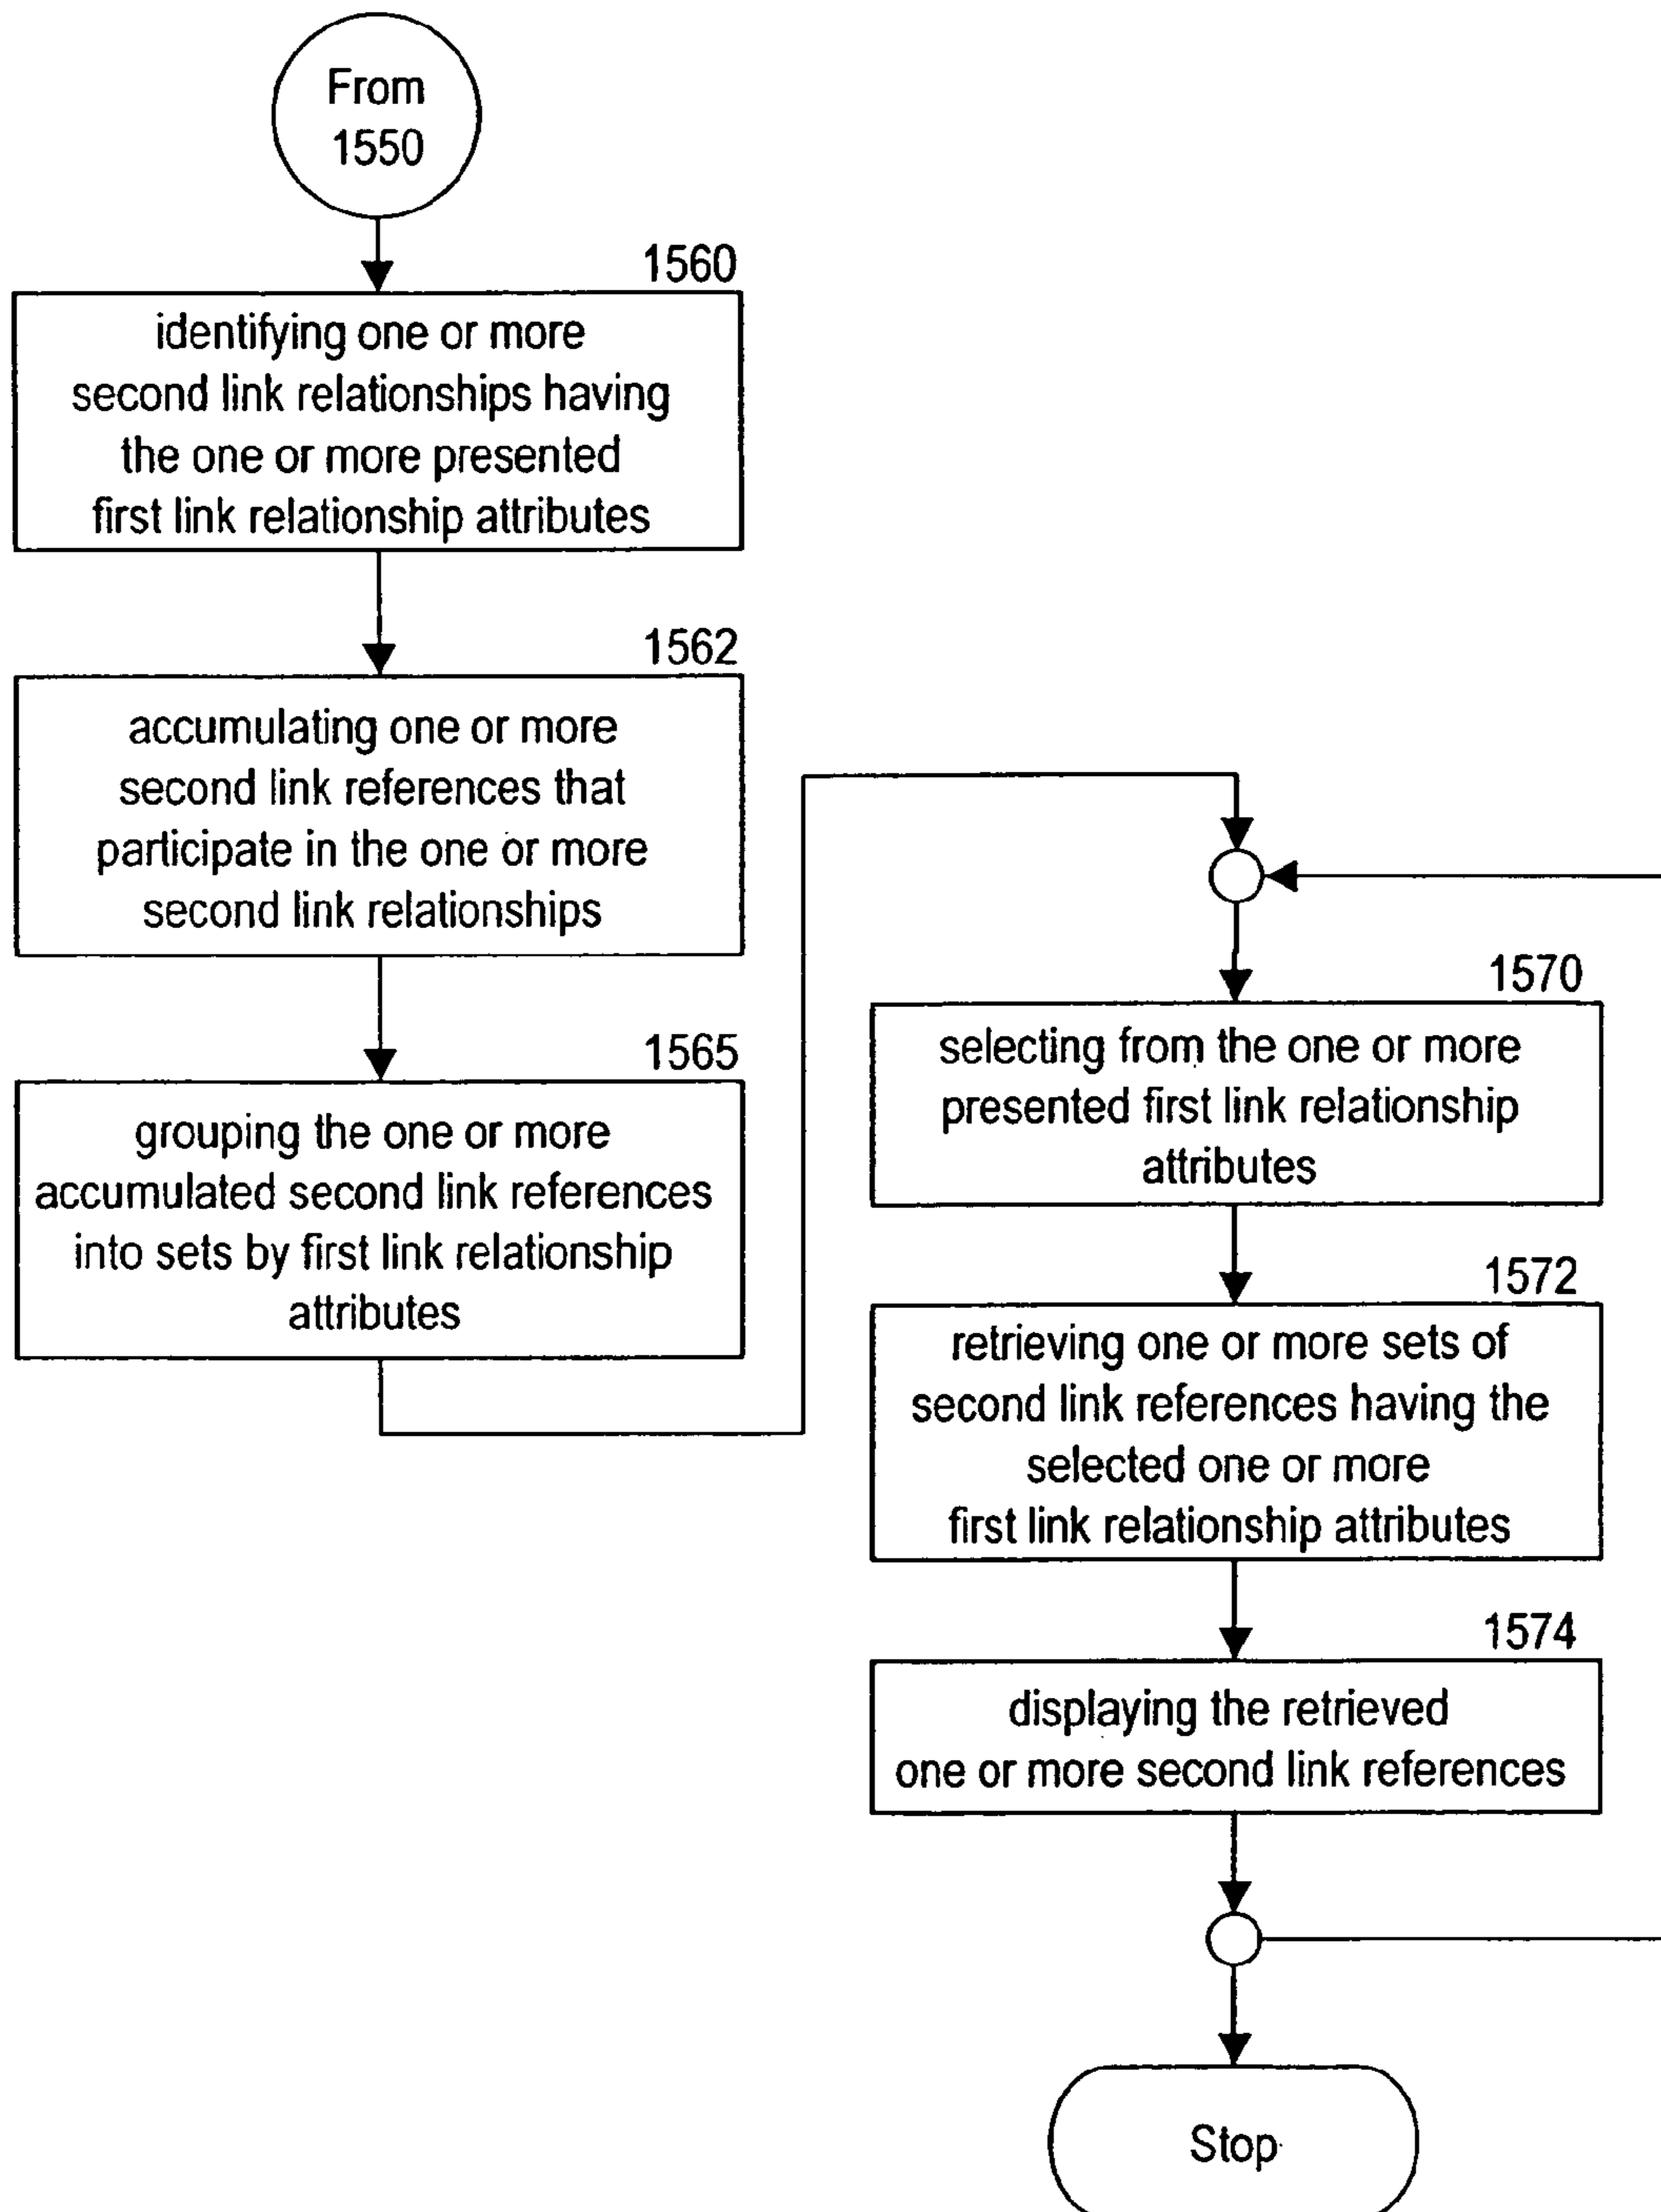 From
1550
1560
identifying one or more
second link relationships having
the one or more presented
first link relationship attributes
1562
accumulating one or more
second link references that
participate in the one or more
second link relationships
1565
grouping the one or more
accumulated second link references
into sets by first link relationship
attributes
1570
selecting from the one or more
presented first link relationship
attributes
1572
retrieving one or more sets of
second link references having the
selected one or more
first link relationship attributes
1574
displaying the retrieved
one or more second link references
Stop